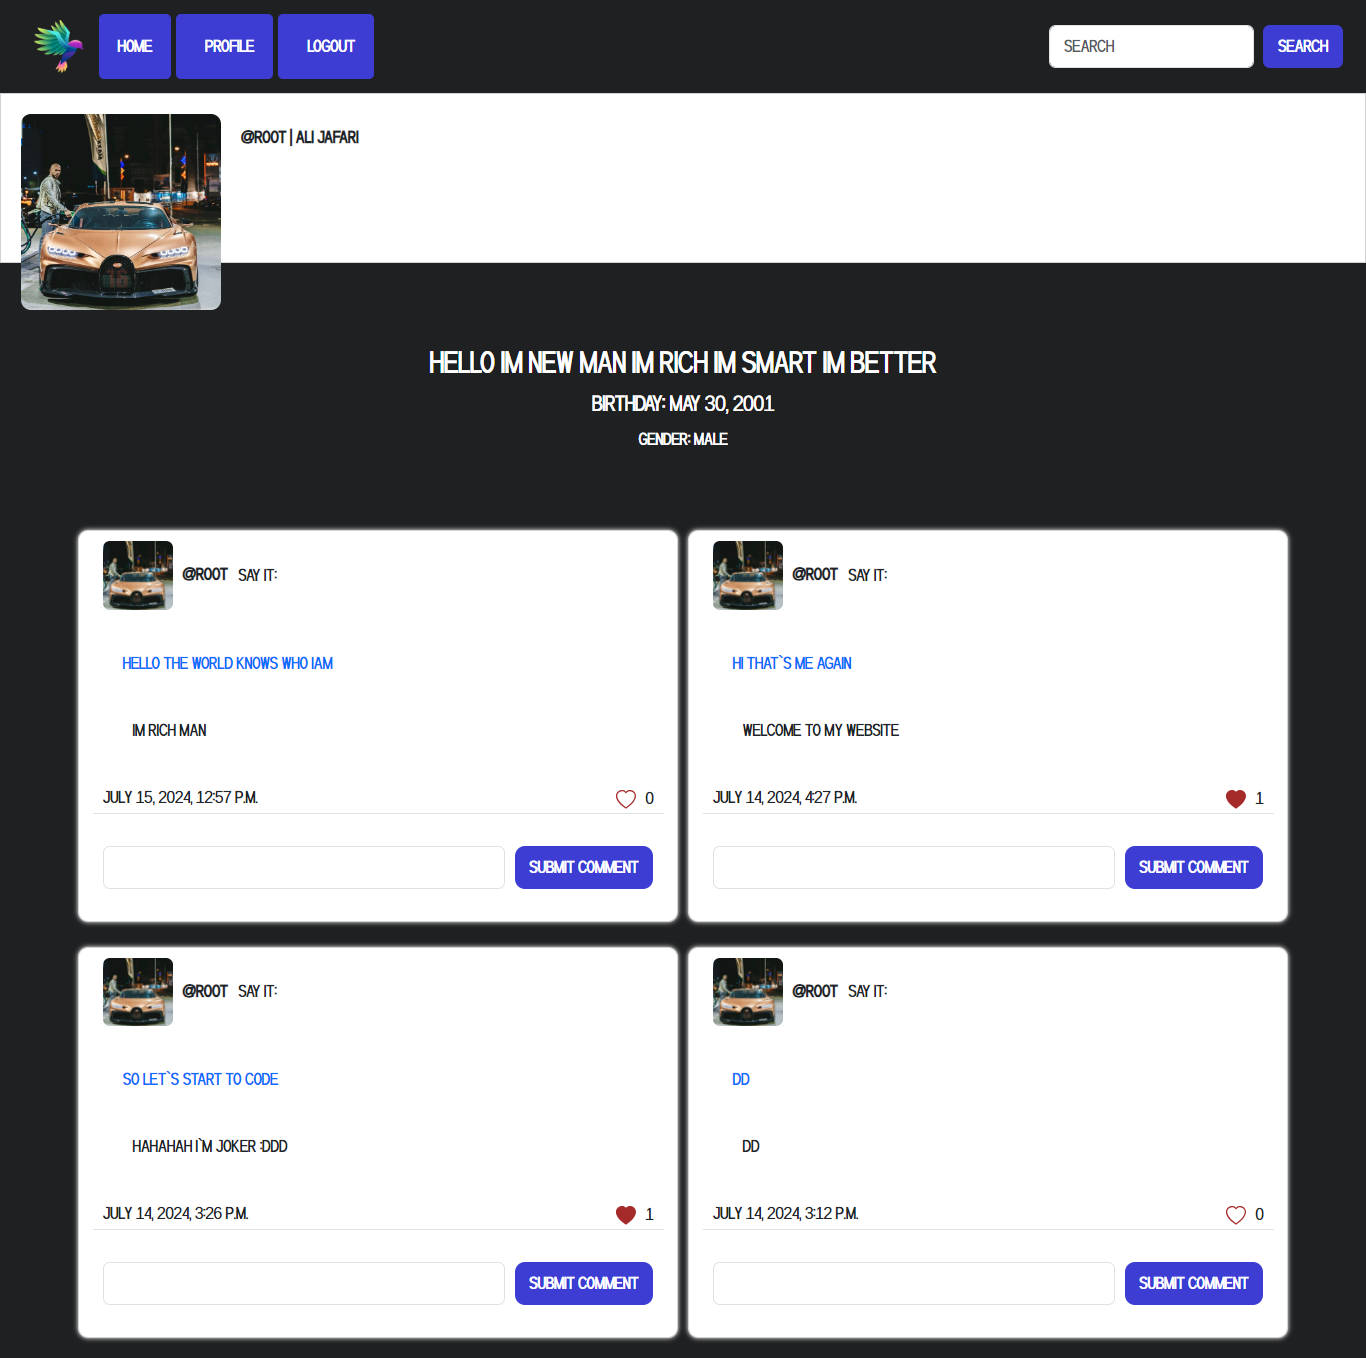 HOME PROFILE LOGOUT SEARCH SEARCH
@ROOT | ALI JAFARI
HELLO IM NEW MAN IM RICH IM SMART IM BETTER
BIRTHDAY: MAY 30, 2001
GENDER: MALE
@ROOT SAY IT:
HELLO THE WORLD KNOWS WHO IAM
IM RICH MAN
JULY 15, 2024, 12:57 P.M. 0
SUBMIT COMMENT
@ROOT SAY IT:
HI THAT`S ME AGAIN
WELCOME TO MY WEBSITE
JULY 14, 2024, 4:27 P.M. 1
SUBMIT COMMENT
@ROOT SAY IT:
SO LET`S START TO CODE
HAHAHAH I`M JOKER :DDD
JULY 14, 2024, 3:26 P.M. 1
SUBMIT COMMENT
@ROOT SAY IT:
DD
DD
JULY 14, 2024, 3:12 P.M. 0
SUBMIT COMMENT